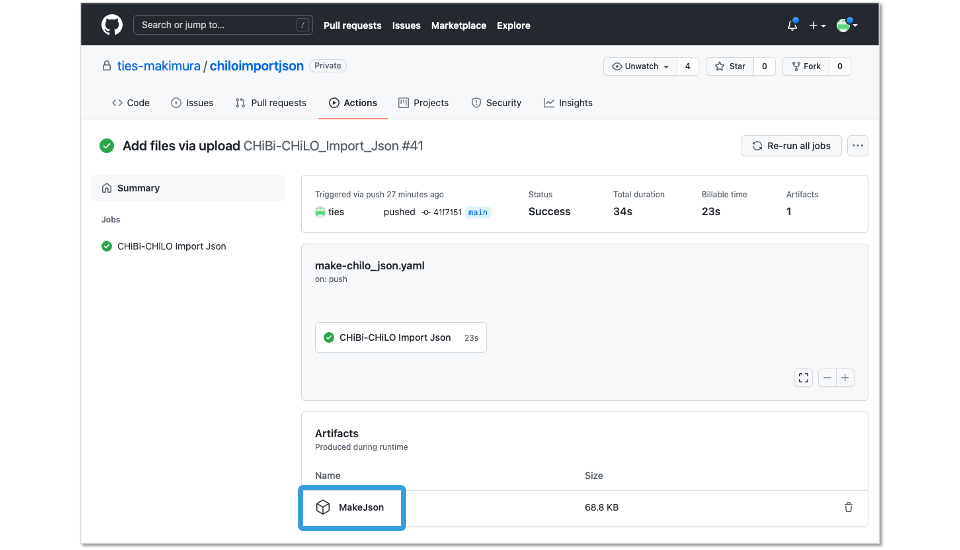 Search or jump to... / Pull requests Issues Marketplace Explore
ties-makimura / chiloimportjson Private Unwatch 4 Star 0 Fork 0
Code Issues Pull requests Actions Projects Security Insights
Add files via upload CHiBi-CHiLO_Import_Json #41 Re-run all jobs
Summary
Jobs
CHiBi-CHiLO Import Json
Triggered via push 27 minutes ago Status Total duration Billable time Artifacts
ties pushed 41f7151 main Success 34s 23s 1
make-chilo_json.yaml
on: push
CHiBi-CHiLO Import Json 23s
Artifacts
Produced during runtime
Name Size
MakeJson 68.8 KB